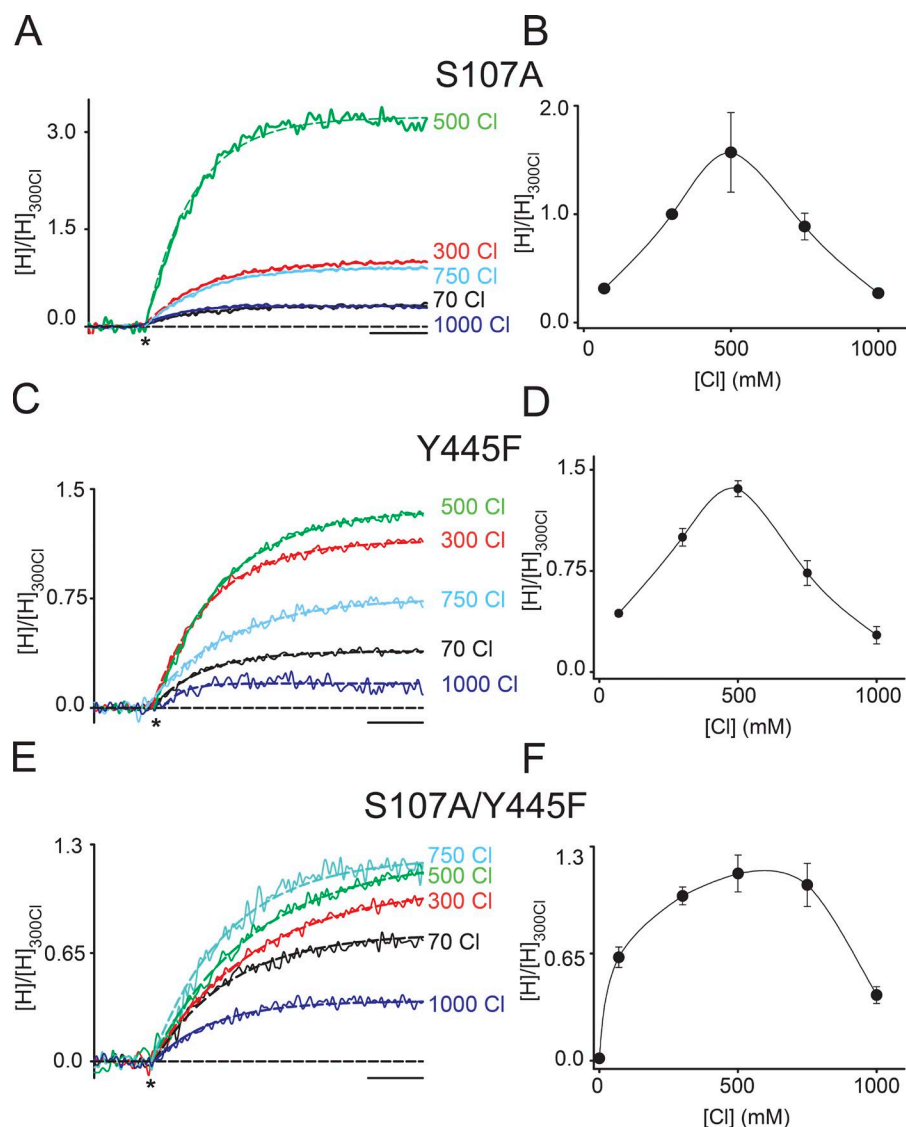 A
B
S107A
[H]/[H]300Cl
3.0
1.5
0.0
500 Cl
300 Cl
750 Cl
70 Cl
1000 Cl
*
[H]/[H]300Cl
2.0
1.0
0.0
0
500
1000
[Cl] (mM)
C
D
Y445F
[H]/[H]300Cl
1.5
0.75
0.0
500 Cl
300 Cl
750 Cl
70 Cl
1000 Cl
*
[H]/[H]300Cl
1.5
0.75
0.0
0
500
1000
[Cl] (mM)
E
F
S107A/Y445F
[H]/[H]300Cl
1.3
0.65
0.0
750 Cl
500 Cl
300 Cl
70 Cl
1000 Cl
*
[H]/[H]300Cl
1.3
0.65
0.0
0
500
1000
[Cl] (mM)